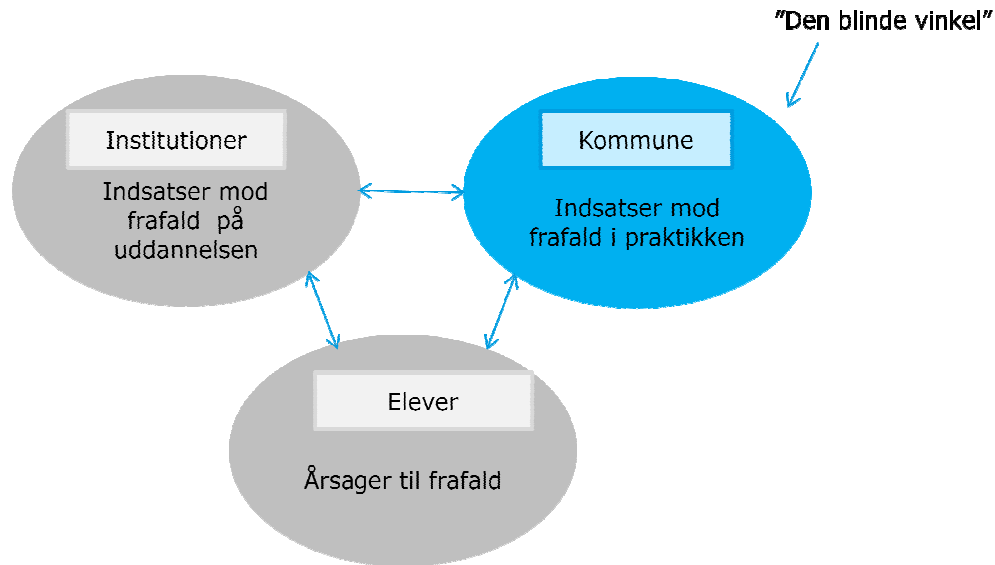 ”Den blinde vinkel”
Institutioner
Indsatser mod
frafald på
uddannelsen
Kommune
Indsatser mod
frafald i praktikken
Elever
Årsager til frafald